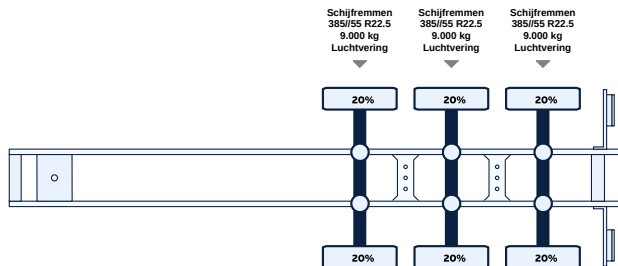 Schijfremmen
385//55 R22.5
9.000 kg
Luchtvering
Schijfremmen
385//55 R22.5
9.000 kg
Luchtvering
Schijfremmen
385//55 R22.5
9.000 kg
Luchtvering
20%
20%
20%
20%
20%
20%